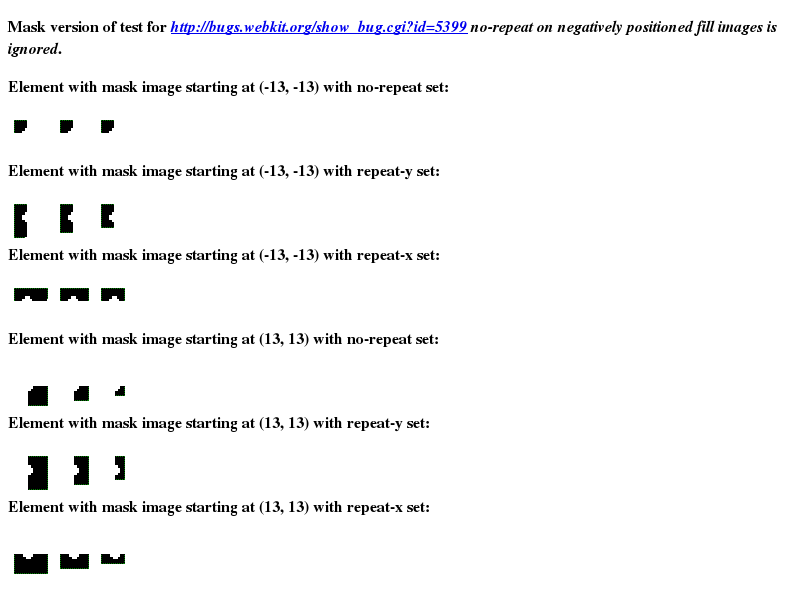 Mask version of test for http://bugs.webkit.org/show_bug.cgi?id=5399 no-repeat on negatively positioned fill images is
ignored.
Element with mask image starting at (-13, -13) with no-repeat set:
Element with mask image starting at (-13, -13) with repeat-y set:
Element with mask image starting at (-13, -13) with repeat-x set:
Element with mask image starting at (13, 13) with no-repeat set:
Element with mask image starting at (13, 13) with repeat-y set:
Element with mask image starting at (13, 13) with repeat-x set: